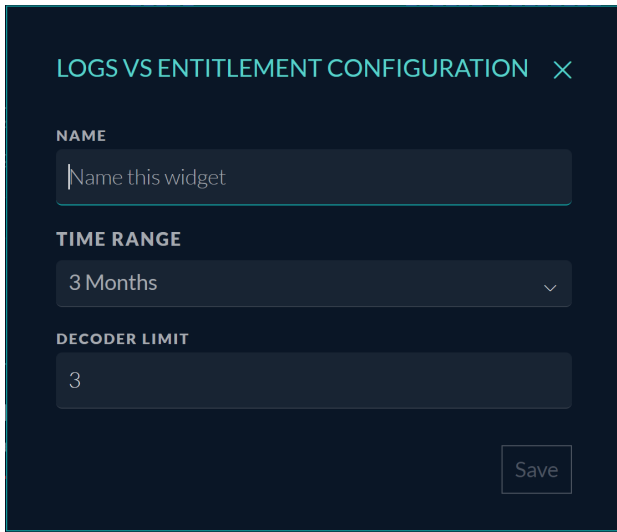 LOGS VS ENTITLEMENT CONFIGURATION
NAME
Name this widget
TIME RANGE
3 Months
DECODER LIMIT
3
Save